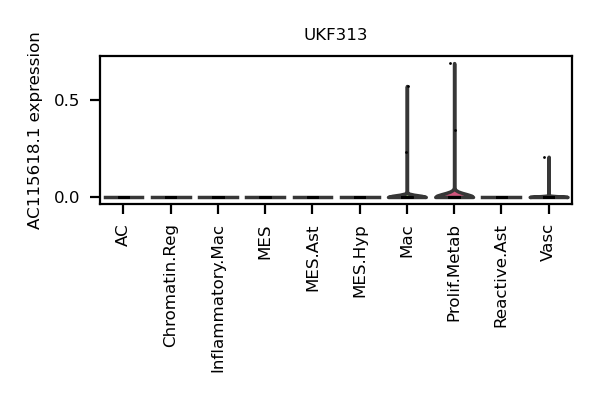 UKF313
AC115618.1 expression
0.5
0.0
AC
Chromatin.Reg
Inflammatory.Mac
MES
MES.Ast
MES.Hyp
Mac
Prolif.Metab
Reactive.Ast
Vasc